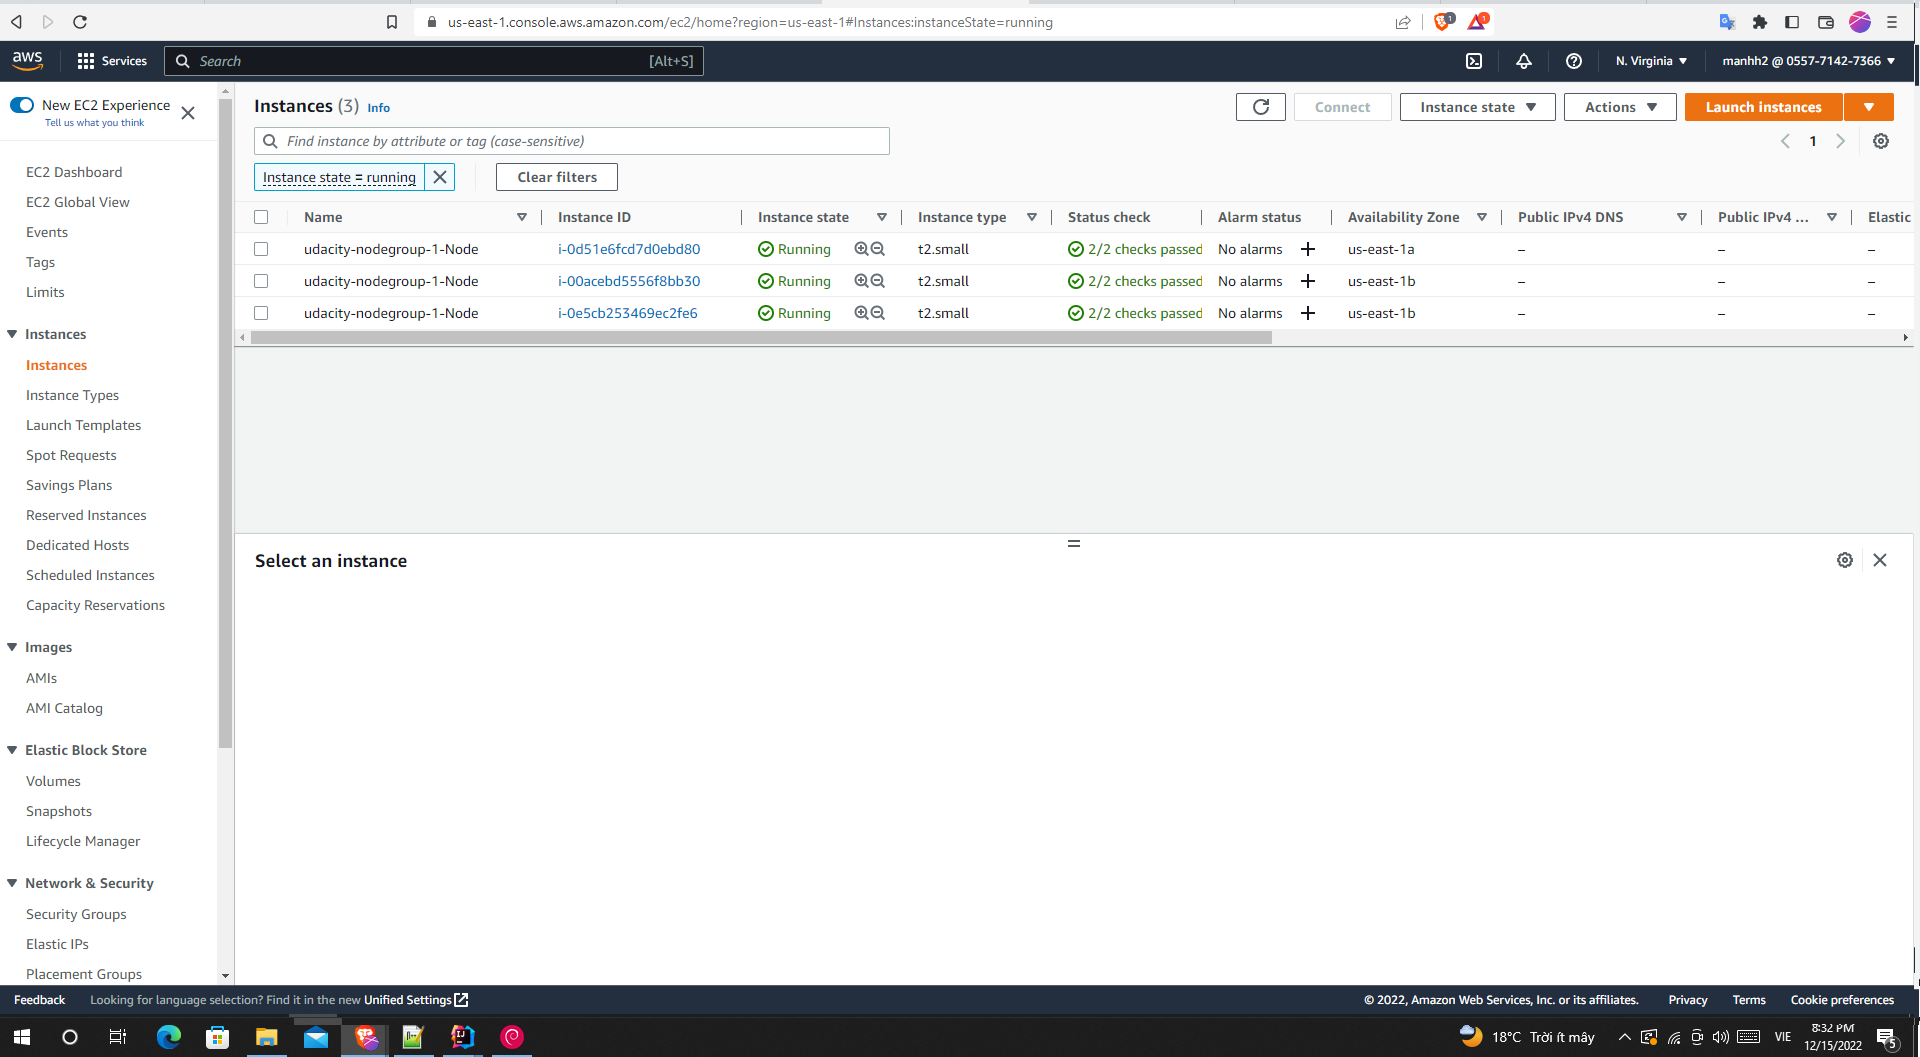 us-east-1.console.aws.amazon.com/ec2/home?region=us-east-1#Instances:instanceState=running
1
1
aws
Services
Search
[Alt+S]
N. Virginia
manhh2 @ 0557-7142-7366
New EC2 Experience
Tell us what you think
EC2 Dashboard
EC2 Global View
Events
Tags
Limits
Instances
Instances
Instance Types
Launch Templates
Spot Requests
Savings Plans
Reserved Instances
Dedicated Hosts
Scheduled Instances
Capacity Reservations
Images
AMIs
AMI Catalog
Elastic Block Store
Volumes
Snapshots
Lifecycle Manager
Network & Security
Security Groups
Elastic IPs
Placement Groups
Instances (3) Info
Connect
Instance state
Actions
Launch instances
Find instance by attribute or tag (case-sensitive)
1
Instance state = running
Clear filters
Name Instance ID Instance state Instance type Status check Alarm status Availability Zone Public IPv4 DNS Public IPv4 ... Elastic
udacity-nodegroup-1-Node i-0d51e6fcd7d0ebd80 Running t2.small 2/2 checks passed No alarms + us-east-1a – – –
udacity-nodegroup-1-Node i-00acebd5556f8bb30 Running t2.small 2/2 checks passed No alarms + us-east-1b – – –
udacity-nodegroup-1-Node i-0e5cb253469ec2fe6 Running t2.small 2/2 checks passed No alarms + us-east-1b – – –
Select an instance
Feedback Looking for language selection? Find it in the new Unified Settings
© 2022, Amazon Web Services, Inc. or its affiliates. Privacy Terms Cookie preferences
18°C Trời ít mây
VIE
8:32 PM
12/15/2022
5